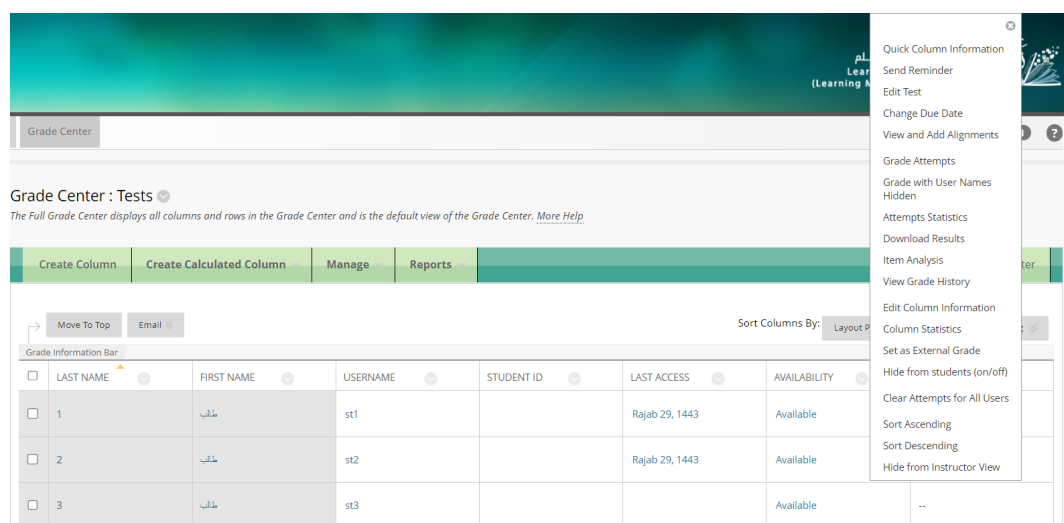 Grade Center
Grade Center : Tests
The Full Grade Center displays all columns and rows in the Grade Center and is the default view of the Grade Center. More Help
Create Column
Create Calculated Column
Manage
Reports
Move To Top
Email
Sort Columns By:
Grade Information Bar
LAST NAME
FIRST NAME
USERNAME
STUDENT ID
LAST ACCESS
AVAILABILITY
1
طالب
st1
Rajab 29, 1443
Available
2
طالب
st2
Rajab 29, 1443
Available
3
طالب
st3
Available
--
Quick Column Information
Send Reminder
Edit Test
Change Due Date
View and Add Alignments
Grade Attempts
Grade with User Names
Hidden
Attempts Statistics
Download Results
Item Analysis
View Grade History
Edit Column Information
Column Statistics
Set as External Grade
Hide from students (on/off)
Clear Attempts for All Users
Sort Ascending
Sort Descending
Hide from Instructor View